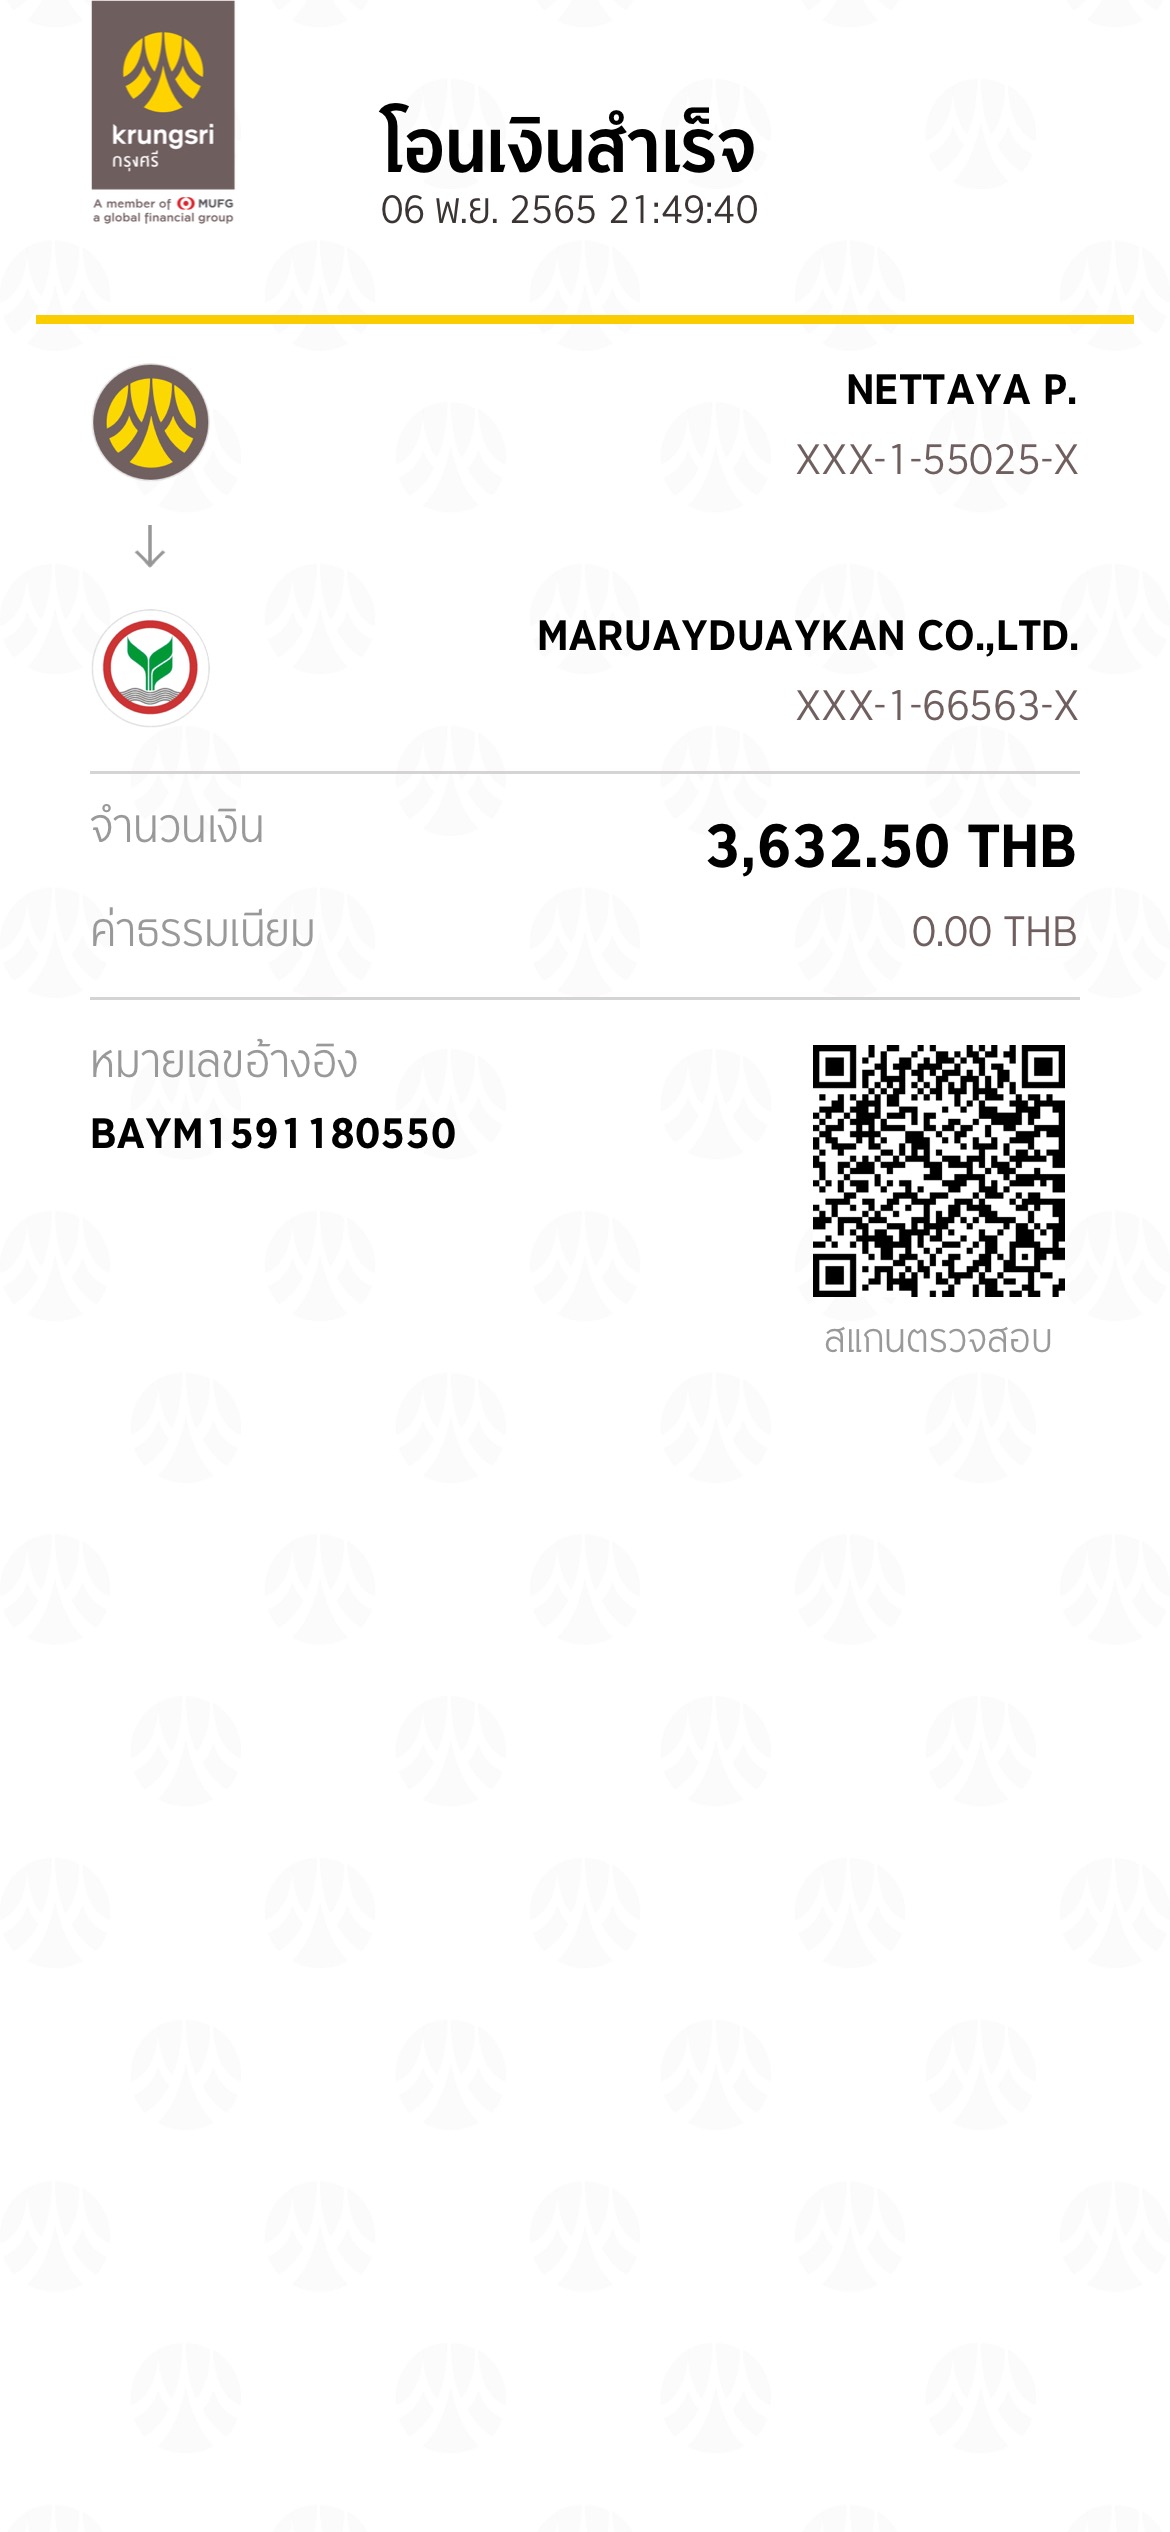 krungsri
กรุงศรี
A member of MUFG
a global financial group
โอนเงินสำเร็จ
06 พ.ย. 2565 21:49:40
NETTAYA P.
XXX-1-55025-X
MARUAYDUAYKAN CO.,LTD.
XXX-1-66563-X
จำนวนเงิน
3,632.50 THB
ค่าธรรมเนียม
0.00 THB
หมายเลขอ้างอิง
BAYM1591180550
สแกนตรวจสอบ